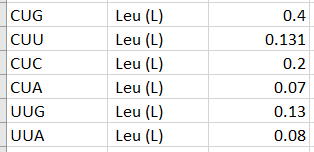 CUG Leu (L) 0.4
CUU Leu (L) 0.131
CUC Leu (L) 0.2
CUA Leu (L) 0.07
UUG Leu (L) 0.13
UUA Leu (L) 0.08